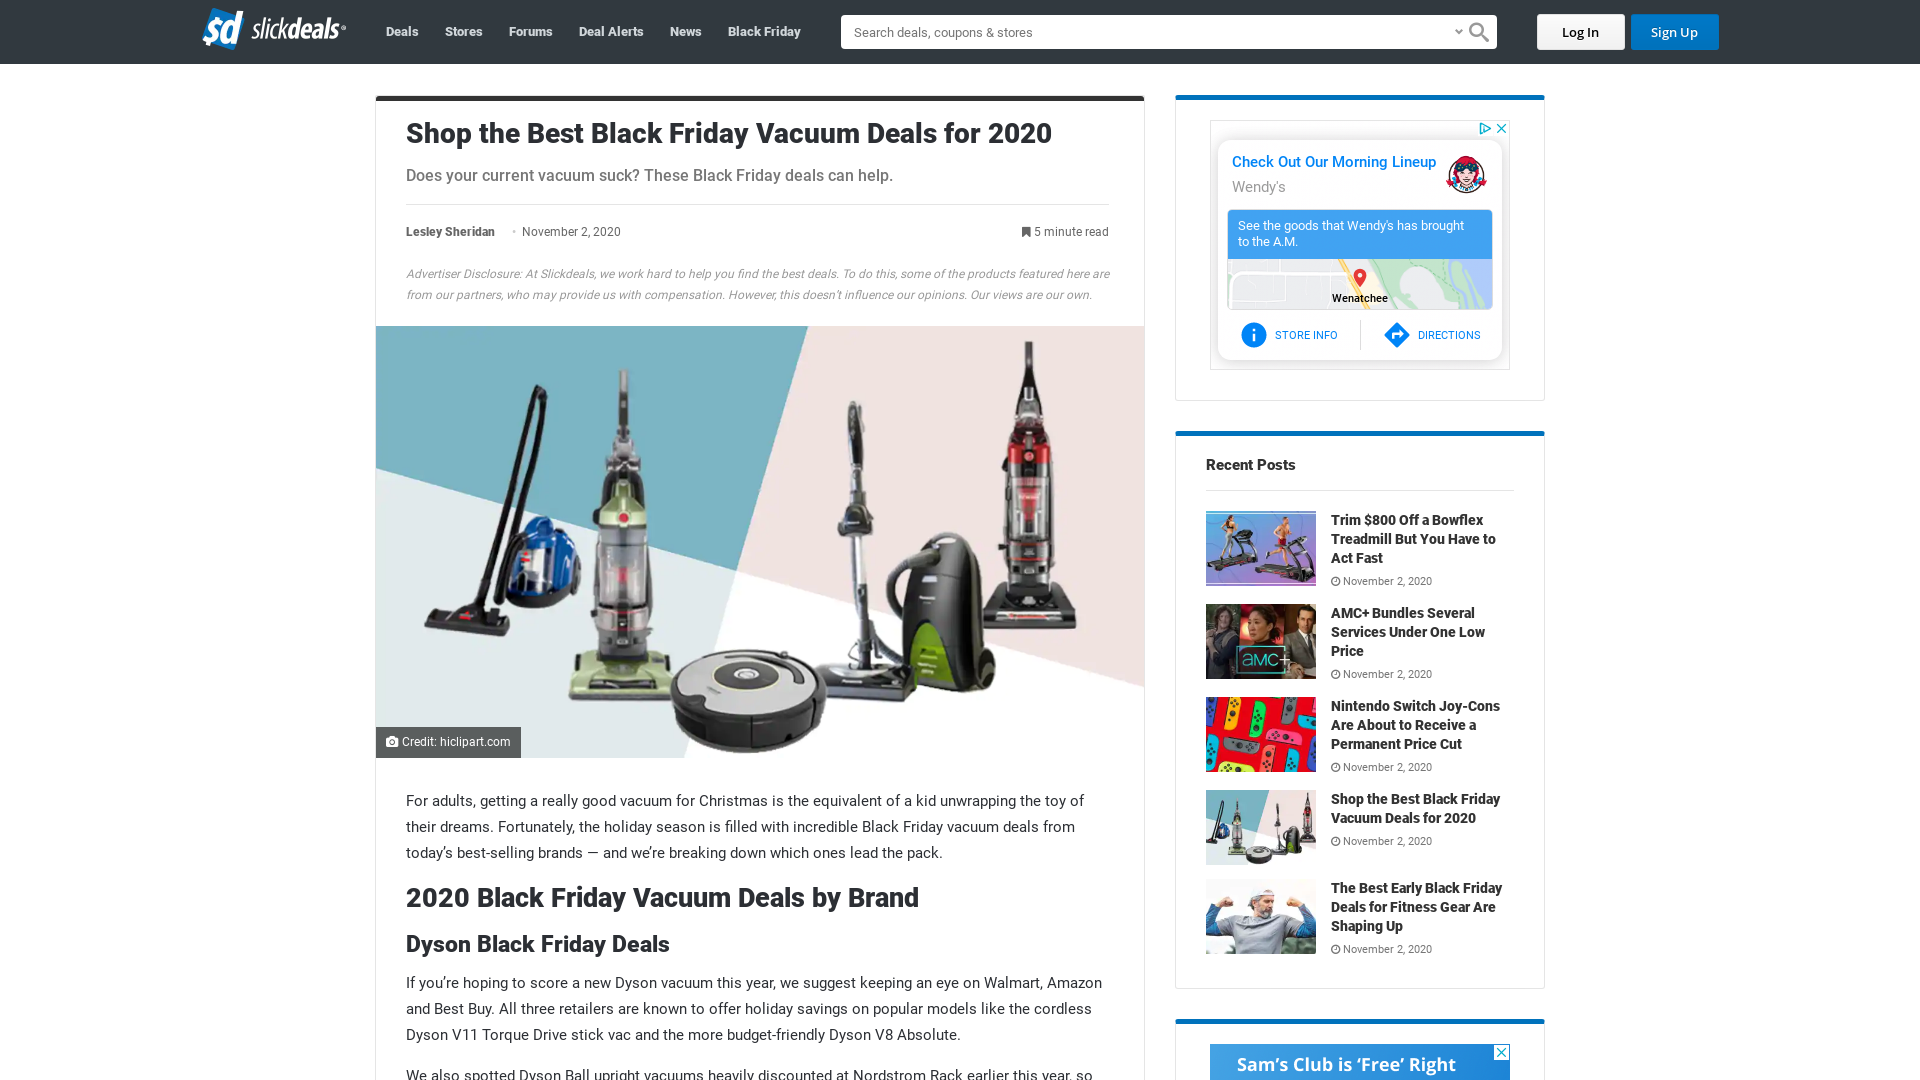 $d slickdeals
Deals
Stores
Forums
Deal Alerts
News
Black Friday
Search deals, coupons & stores
Log In
Sign Up
Shop the Best Black Friday Vacuum Deals for 2020
Does your current vacuum suck? These Black Friday deals can help.
Lesley Sheridan • November 2, 2020
5 minute read
Advertiser Disclosure: At Slickdeals, we work hard to help you find the best deals. To do this, some of the products featured here are
from our partners, who may provide us with compensation. However, this doesn’t influence our opinions. Our views are our own.
Credit: hiclipart.com
For adults, getting a really good vacuum for Christmas is the equivalent of a kid unwrapping the toy of
their dreams. Fortunately, the holiday season is filled with incredible Black Friday vacuum deals from
today’s best-selling brands — and we’re breaking down which ones lead the pack.
2020 Black Friday Vacuum Deals by Brand
Dyson Black Friday Deals
If you’re hoping to score a new Dyson vacuum this year, we suggest keeping an eye on Walmart, Amazon
and Best Buy. All three retailers are known to offer holiday savings on popular models like the cordless
Dyson V11 Torque Drive stick vac and the more budget-friendly Dyson V8 Absolute.
We also spotted Dyson Ball upright vacuums heavily discounted at Nordstrom Rack earlier this year, so
Check Out Our Morning Lineup
Wendy's
See the goods that Wendy's has brought
to the A.M.
Wenatchee
STORE INFO
DIRECTIONS
Recent Posts
Trim $800 Off a Bowflex
Treadmill But You Have to
Act Fast
November 2, 2020
amc+
AMC+ Bundles Several
Services Under One Low
Price
November 2, 2020
Nintendo Switch Joy-Cons
Are About to Receive a
Permanent Price Cut
November 2, 2020
Shop the Best Black Friday
Vacuum Deals for 2020
November 2, 2020
The Best Early Black Friday
Deals for Fitness Gear Are
Shaping Up
November 2, 2020
Sam’s Club is ‘Free’ Right